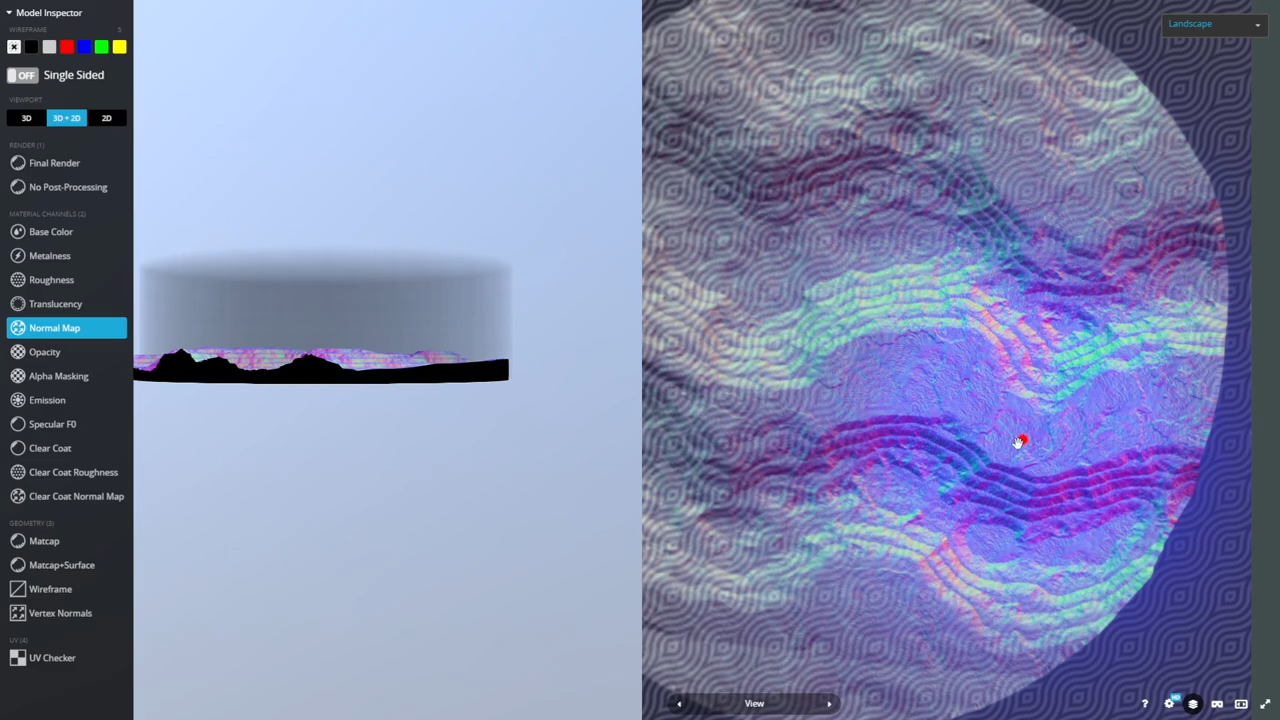 Model Inspector
WIREFRAME 5
OFF Single Sided
VIEWPORT
3D 3D + 2D 2D
RENDER (1)
Final Render
No Post-Processing
MATERIAL CHANNELS (2)
Base Color
Metalness
Roughness
Translucency
Normal Map
Opacity
Alpha Masking
Emission
Specular F0
Clear Coat
Clear Coat Roughness
Clear Coat Normal Map
GEOMETRY (3)
Matcap
Matcap+Surface
Wireframe
Vertex Normals
UV (4)
UV Checker
Landscape
View
?
HD